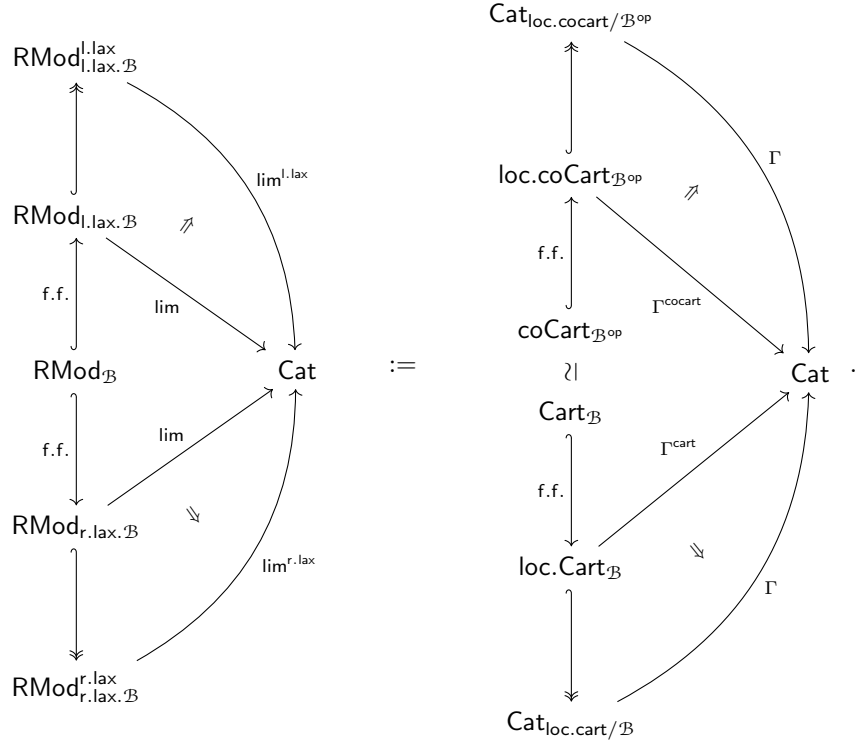 Cat_{loc.cocart/ℬ^{op}}
RMod^{l.lax}_{l.lax.ℬ}
lim^{l.lax} Γ
loc.coCart_{ℬ^{op}}
RMod_{l.lax.ℬ} ⇗ ⇗
f.f. lim f.f. Γ^{cocart}
coCart_{ℬ^{op}}
RMod_ℬ Cat := ≀| Cat .
Cart_ℬ
f.f. lim f.f. Γ^{cart}
RMod_{r.lax.ℬ} ⇘ ⇘
loc.Cart_ℬ
lim^{r.lax} Γ
RMod^{r.lax}_{r.lax.ℬ}
Cat_{loc.cart/ℬ}